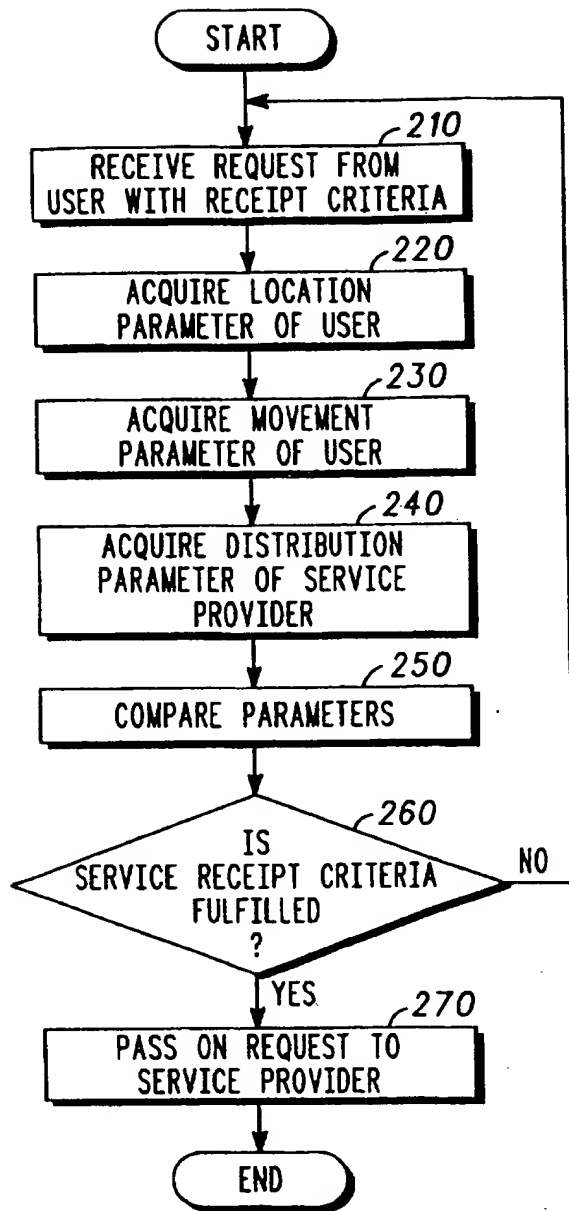 START
210
RECEIVE REQUEST FROM
USER WITH RECEIPT CRITERIA
220
ACQUIRE LOCATION
PARAMETER OF USER
230
ACQUIRE MOVEMENT
PARAMETER OF USER
240
ACQUIRE DISTRIBUTION
PARAMETER OF SERVICE
PROVIDER
250
COMPARE PARAMETERS
260
IS
SERVICE RECEIPT CRITERIA
FULFILLED
?
NO
YES
270
PASS ON REQUEST TO
SERVICE PROVIDER
END